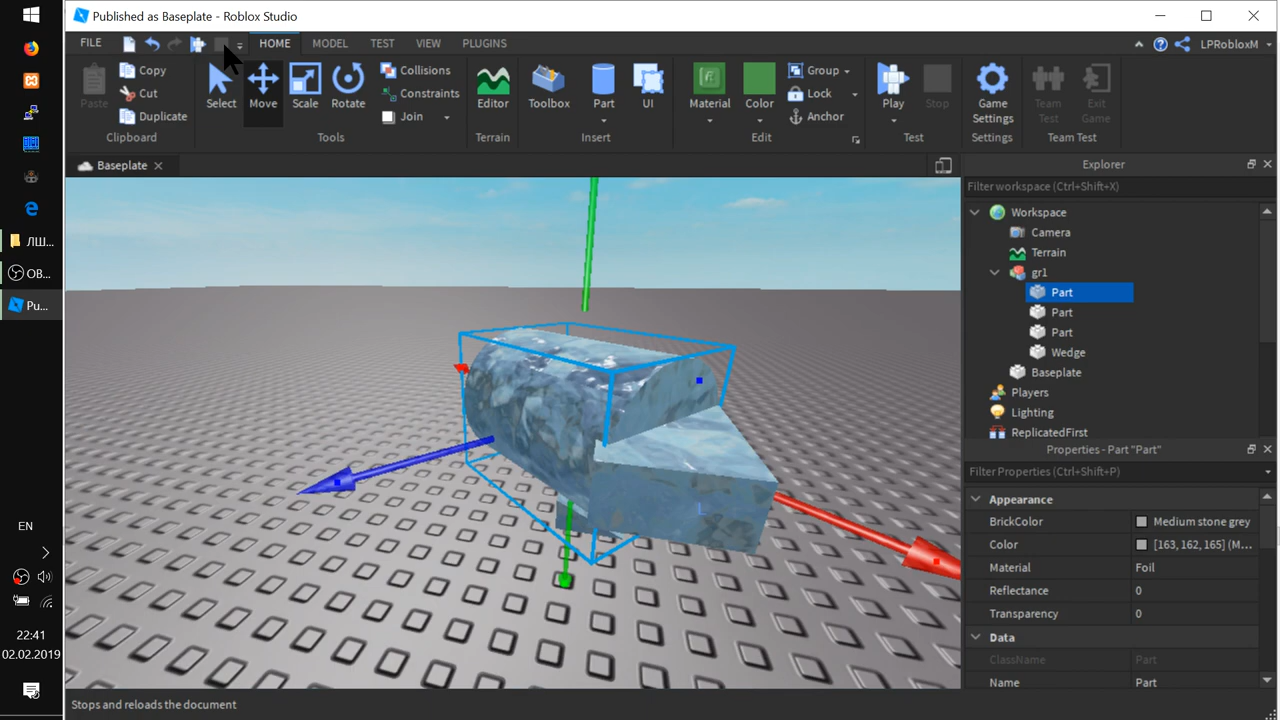 Published as Baseplate - Roblox Studio
FILE
HOME
MODEL
TEST
VIEW
PLUGINS
LPRobloxM
Paste
Copy
Cut
Duplicate
Clipboard
Select
Move
Scale
Rotate
Collisions
Constraints
Join
Tools
Editor
Terrain
Toolbox
Part
UI
Insert
Material
Color
Group
Lock
Anchor
Edit
Play
Stop
Test
Game
Settings
Settings
Team
Test
Exit
Game
Team Test
Baseplate
Explorer
Filter workspace (Ctrl+Shift+X)
Workspace
Camera
Terrain
gr1
Part
Part
Part
Wedge
Baseplate
Players
Lighting
ReplicatedFirst
Properties - Part "Part"
Filter Properties (Ctrl+Shift+P)
Appearance
BrickColor Medium stone grey
Color [163, 162, 165] (M...
Material Foil
Reflectance 0
Transparency 0
Data
ClassName Part
Name Part
Stops and reloads the document
ЛШ...
OB...
Pu...
EN
22:41
02.02.2019